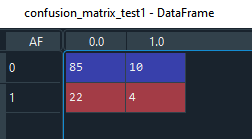 confusion_matrix_test1 - DataFrame
AF 0.0 1.0
0 85 10
1 22 4